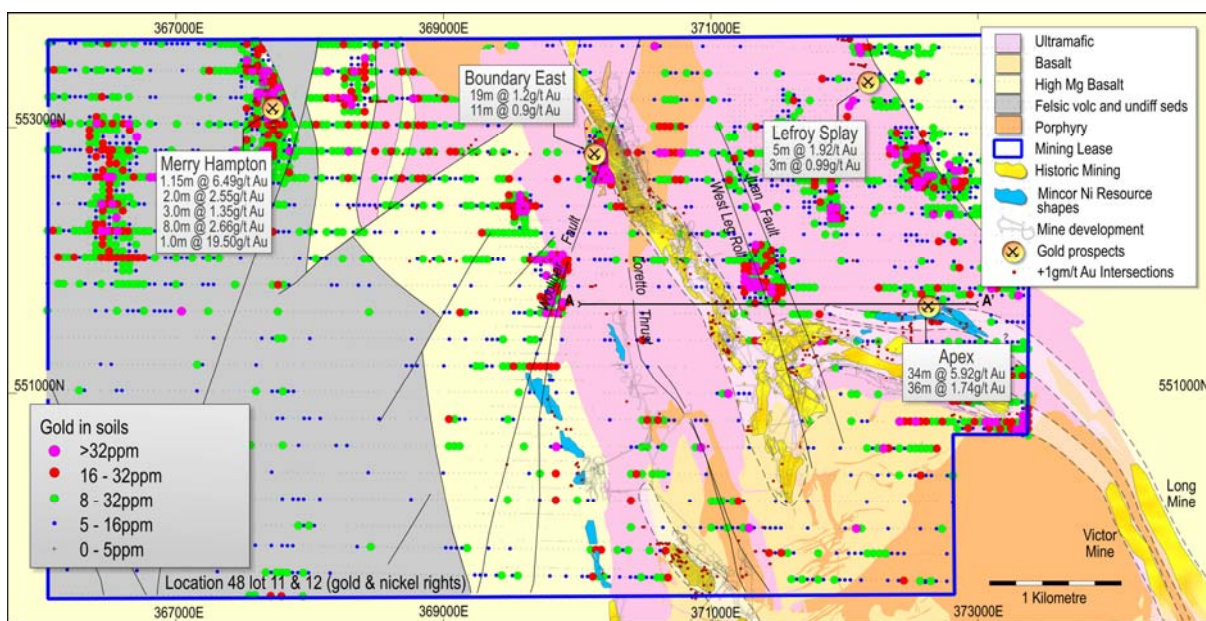 367000E
369000E
371000E
553000N
551000N
551000N
Boundary East
19m @ 1.2g/t Au
11m @ 0.9g/t Au
Merry Hampton
1.15m @ 6.49g/t Au
2.0m @ 2.55g/t Au
3.0m @ 1.35g/t Au
8.0m @ 2.66g/t Au
1.0m @ 19.50g/t Au
Lefroy Splay
5m @ 1.92/t Au
3m @ 0.99g/t Au
Ultramafic
Basalt
High Mg Basalt
Felsic volc and undiff seds
Porphyry
Mining Lease
Historic Mining
Mincor Ni Resource
shapes
Mine development
Gold prospects
+1gm/t Au Intersections
Fault
Loretto Thrust
West Leg Roll
Fault
A
A'
Apex
34m @ 5.92g/t Au
36m @ 1.74g/t Au
Gold in soils
>32ppm
16 - 32ppm
8 - 32ppm
5 - 16ppm
0 - 5ppm
Location 48 lot 11 & 12 (gold & nickel rights)
Long
Mine
Victor
Mine
1 Kilometre
367000E
369000E
371000E
373000E